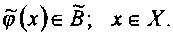 φ̃(x) ∈ B̃; x ∈ X.